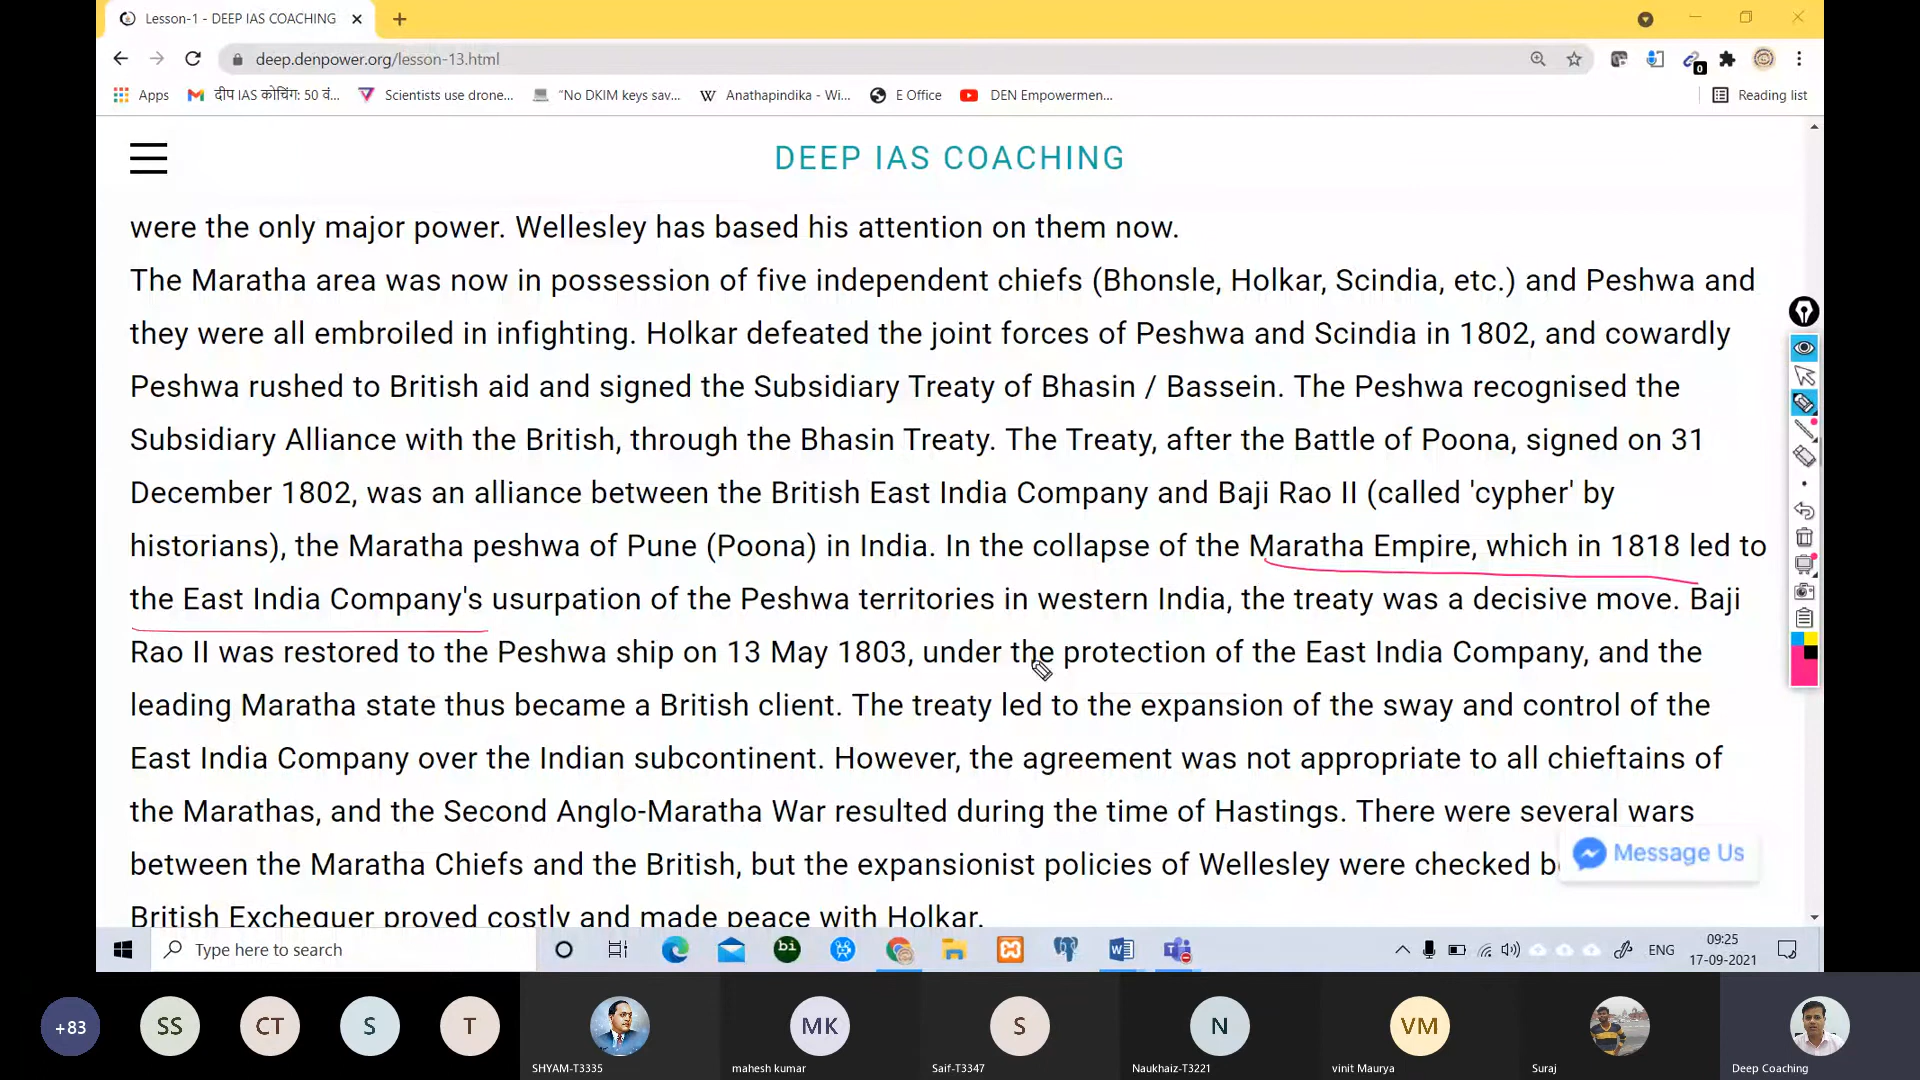 Lesson-1 - DEEP IAS COACHING
deep.denpower.org/lesson-13.html
Apps दीप IAS कोचिंग: 50 वं... Scientists use drone... "No DKIM keys sav... Anathapindika - Wi... E Office DEN Empowermen... Reading list
DEEP IAS COACHING
were the only major power. Wellesley has based his attention on them now.
The Maratha area was now in possession of five independent chiefs (Bhonsle, Holkar, Scindia, etc.) and Peshwa and
they were all embroiled in infighting. Holkar defeated the joint forces of Peshwa and Scindia in 1802, and cowardly
Peshwa rushed to British aid and signed the Subsidiary Treaty of Bhasin / Bassein. The Peshwa recognised the
Subsidiary Alliance with the British, through the Bhasin Treaty. The Treaty, after the Battle of Poona, signed on 31
December 1802, was an alliance between the British East India Company and Baji Rao II (called 'cypher' by
historians), the Maratha peshwa of Pune (Poona) in India. In the collapse of the Maratha Empire, which in 1818 led to
the East India Company's usurpation of the Peshwa territories in western India, the treaty was a decisive move. Baji
Rao II was restored to the Peshwa ship on 13 May 1803, under the protection of the East India Company, and the
leading Maratha state thus became a British client. The treaty led to the expansion of the sway and control of the
East India Company over the Indian subcontinent. However, the agreement was not appropriate to all chieftains of
the Marathas, and the Second Anglo-Maratha War resulted during the time of Hastings. There were several wars
between the Maratha Chiefs and the British, but the expansionist policies of Wellesley were checked
Message Us
British Exchequer proved costly and made peace with Holkar.
Type here to search
bi
ENG
09:25
17-09-2021
0
+83 SS CT S T MK S N VM
SHYAM-T3335 mahesh kumar Saif-T3347 Naukhaiz-T3221 vinit Maurya Suraj Deep Coaching